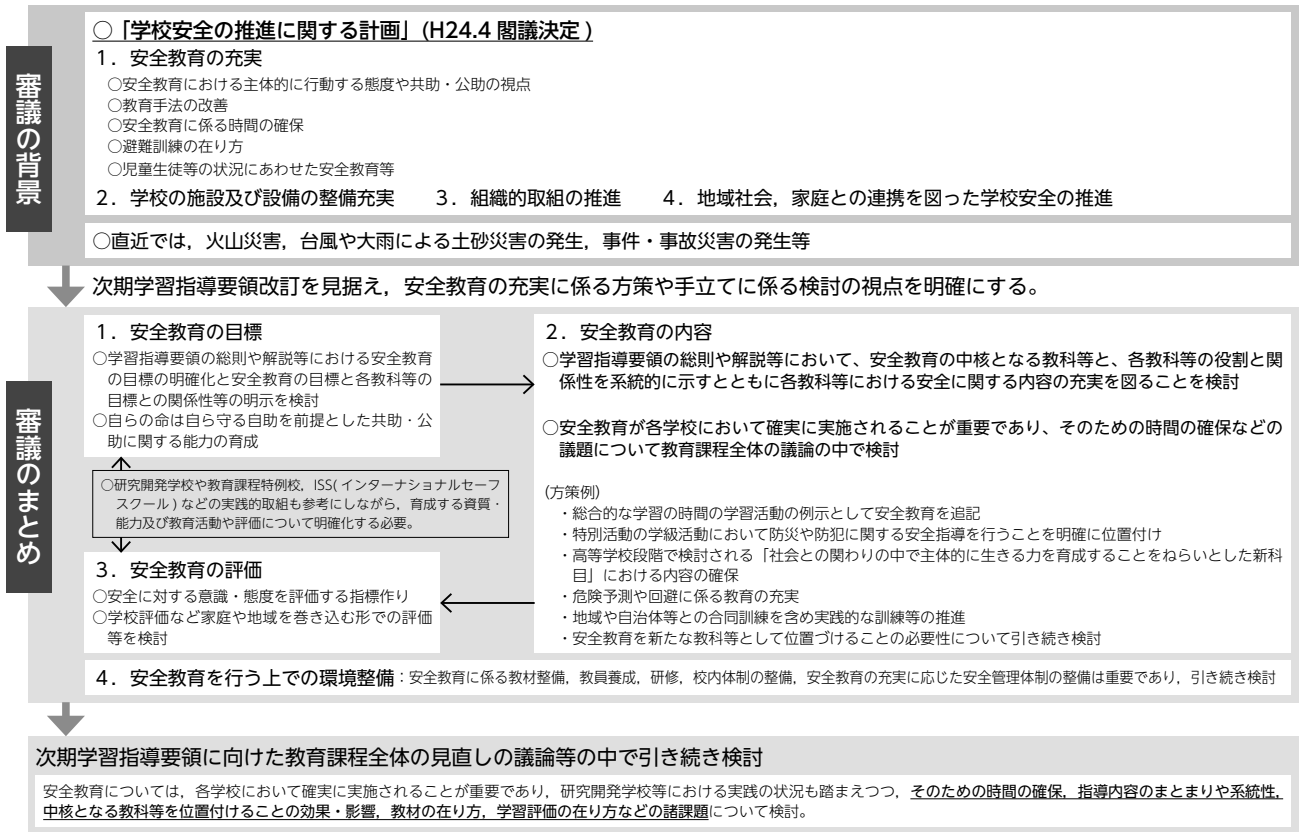 審議の背景
○「学校安全の推進に関する計画」(H24.4 閣議決定 )
1．安全教育の充実
○安全教育における主体的に行動する態度や共助・公助の視点
○教育手法の改善
○安全教育に係る時間の確保
○避難訓練の在り方
○児童生徒等の状況にあわせた安全教育等
2．学校の施設及び設備の整備充実　3．組織的取組の推進　4．地域社会，家庭との連携を図った学校安全の推進
○直近では，火山災害，台風や大雨による土砂災害の発生，事件・事故災害の発生等
次期学習指導要領改訂を見据え，安全教育の充実に係る方策や手立てに係る検討の視点を明確にする。
審議のまとめ
1．安全教育の目標
○学習指導要領の総則や解説等における安全教育
の目標の明確化と安全教育の目標と各教科等の
目標との関係性等の明示を検討
○自らの命は自ら守る自助を前提とした共助・公
助に関する能力の育成
○研究開発学校や教育課程特例校，ISS( インターナショナルセーフ
スクール ) などの実践的取組も参考にしながら，育成する資質・
能力及び教育活動や評価について明確化する必要。
3．安全教育の評価
○安全に対する意識・態度を評価する指標作り
○学校評価など家庭や地域を巻き込む形での評価
等を検討
2．安全教育の内容
○学習指導要領の総則や解説等において、安全教育の中核となる教科等と、各教科等の役割と関
係性を系統的に示すとともに各教科等における安全に関する内容の充実を図ることを検討
○安全教育が各学校において確実に実施されることが重要であり、そのための時間の確保などの
議題について教育課程全体の議論の中で検討
(方策例)
・総合的な学習の時間の学習活動の例示として安全教育を追記
・特別活動の学級活動において防災や防犯に関する安全指導を行うことを明確に位置付け
・高等学校段階で検討される「社会との関わりの中で主体的に生きる力を育成することをねらいとした新科
目」における内容の確保
・危険予測や回避に係る教育の充実
・地域や自治体等との合同訓練を含め実践的な訓練等の推進
・安全教育を新たな教科等として位置づけることの必要性について引き続き検討
4．安全教育を行う上での環境整備：安全教育に係る教材整備，教員養成，研修，校内体制の整備，安全教育の充実に応じた安全管理体制の整備は重要であり，引き続き検討
次期学習指導要領に向けた教育課程全体の見直しの議論等の中で引き続き検討
安全教育については，各学校において確実に実施されることが重要であり，研究開発学校等における実践の状況も踏まえつつ，そのための時間の確保，指導内容のまとまりや系統性，
中核となる教科等を位置付けることの効果・影響，教材の在り方，学習評価の在り方などの諸課題について検討。